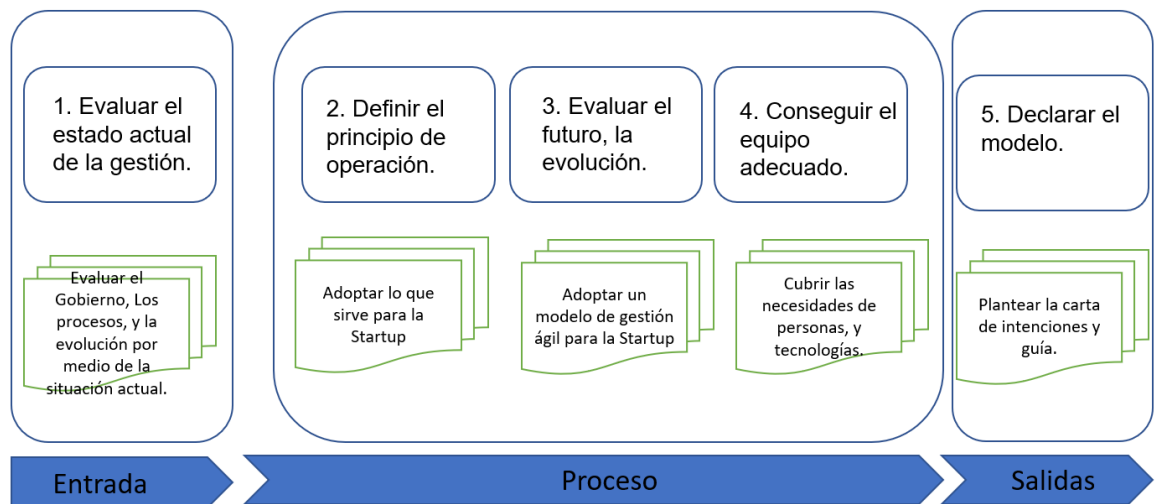 1. Evaluar el
estado actual
de la gestión.
2. Definir el
principio de
operación.
3. Evaluar el
futuro, la
evolución.
4. Conseguir el
equipo
adecuado.
5. Declarar el
modelo.
Evaluar el
Gobierno, Los
procesos, y la
evolución por
medio de la
situación actual.
Adoptar lo que
sirve para la
Startup
Adoptar un
modelo de gestión
ágil para la Startup
Cubrir las
necesidades de
personas, y
tecnologías.
Plantear la carta
de intenciones y
guía.
Entrada
Proceso
Salidas